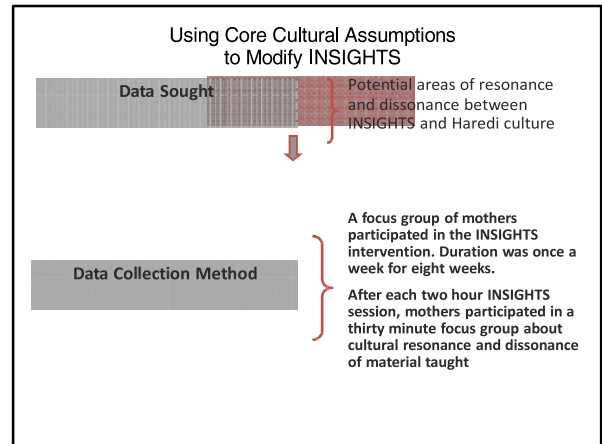 Using Core Cultural Assumptions
to Modify INSIGHTS
Data Sought
Potential areas of resonance
and dissonance between
INSIGHTS and Haredi culture
A focus group of mothers
participated in the INSIGHTS
intervention. Duration was once a
week for eight weeks.
Data Collection Method
After each two hour INSIGHTS
session, mothers participated in a
thirty minute focus group about
cultural resonance and dissonance
of material taught